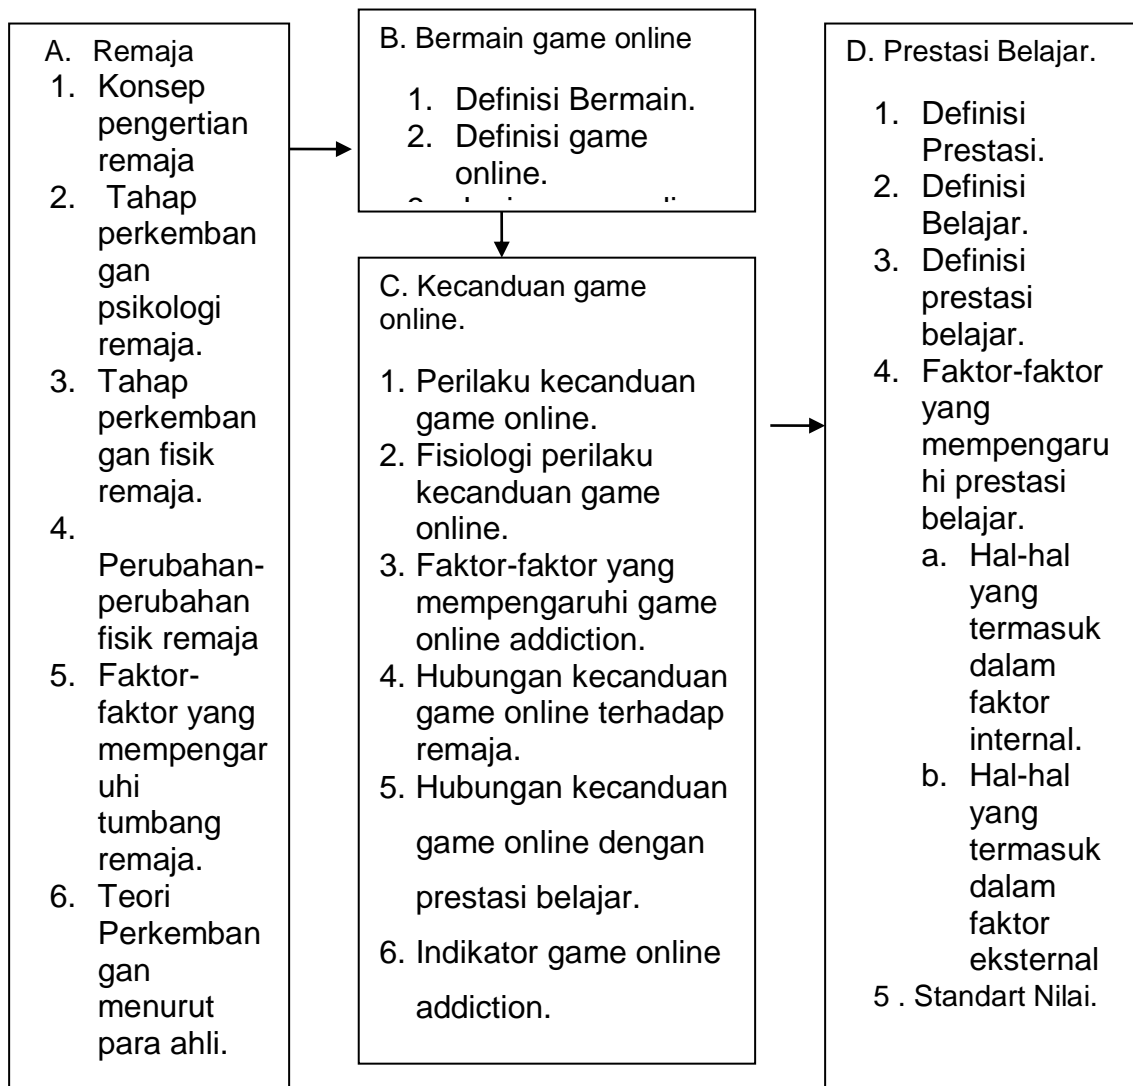 A. Remaja
1. Konsep
pengertian
remaja
2. Tahap
perkemban
gan
psikologi
remaja.
3. Tahap
perkemban
gan fisik
remaja.
4.
Perubahan-
perubahan
fisik remaja
5. Faktor-
faktor yang
mempengar
uhi
tumbang
remaja.
6. Teori
Perkemban
gan
menurut
para ahli.
B. Bermain game online
1. Definisi Bermain.
2. Definisi game
online.
C. Kecanduan game
online.
1. Perilaku kecanduan
game online.
2. Fisiologi perilaku
kecanduan game
online.
3. Faktor-faktor yang
mempengaruhi game
online addiction.
4. Hubungan kecanduan
game online terhadap
remaja.
5. Hubungan kecanduan
game online dengan
prestasi belajar.
6. Indikator game online
addiction.
D. Prestasi Belajar.
1. Definisi
Prestasi.
2. Definisi
Belajar.
3. Definisi
prestasi
belajar.
4. Faktor-faktor
yang
mempengaru
hi prestasi
belajar.
a. Hal-hal
yang
termasuk
dalam
faktor
internal.
b. Hal-hal
yang
termasuk
dalam
faktor
eksternal
5 . Standart Nilai.